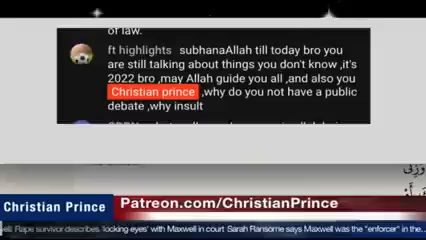 of law.
ft highlights subhanaAllah till today bro you
are still talking about things you don't know ,it's
2022 bro ,may Allah guide you all ,and also you
Christian prince ,why do you not have a public
debate ,why insult
Christian Prince
Patreon.com/ChristianPrince
Rape survivor describes 'locking eyes' with Maxwell in court Sarah Ransome says Maxwell was the "enforcer" in the...